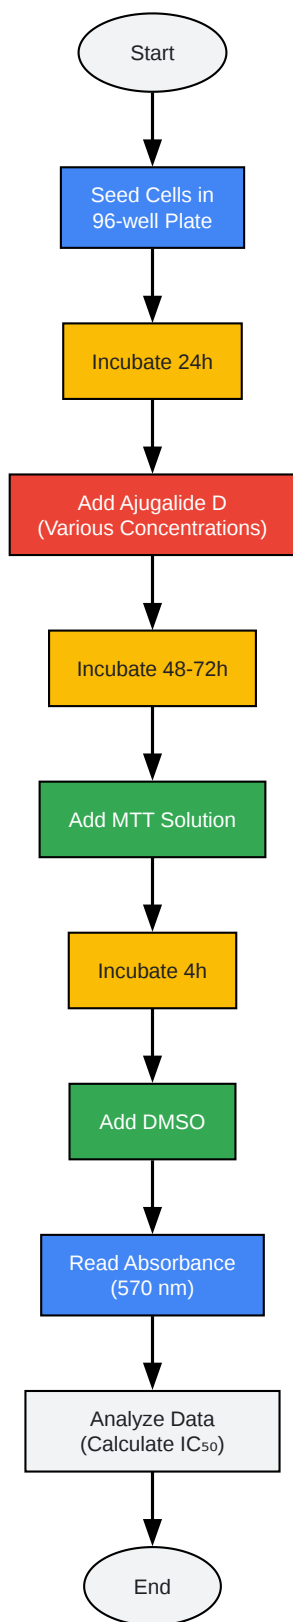 Start
Seed Cells in
96-well Plate
Incubate 24h
Add Ajugalide D
(Various Concentrations)
Incubate 48-72h
Add MTT Solution
Incubate 4h
Add DMSO
Read Absorbance
(570 nm)
Analyze Data
(Calculate IC₅₀)
End